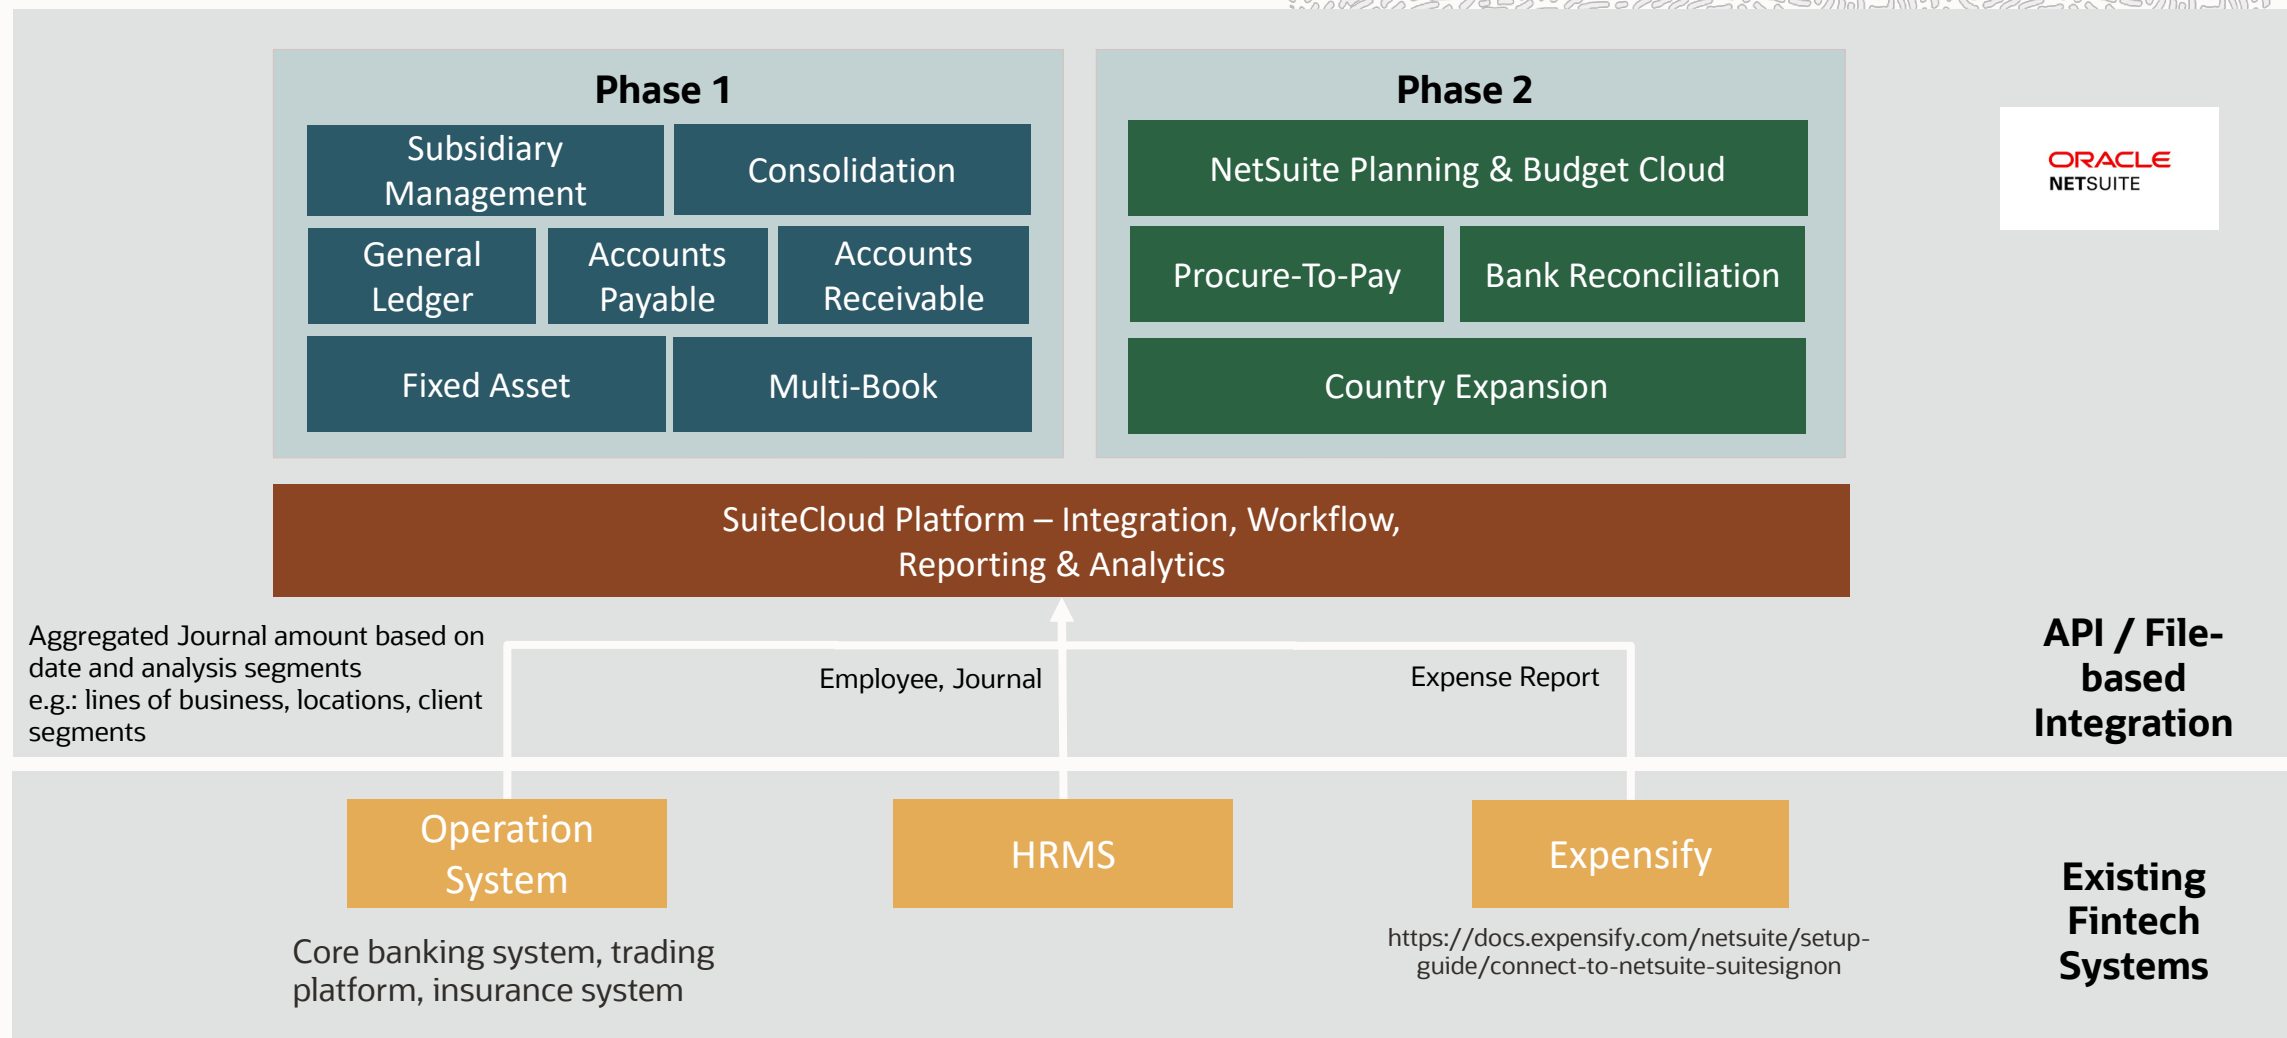 Phase 1
Subsidiary
Management
Consolidation
General
Ledger
Accounts
Payable
Accounts
Receivable
Fixed Asset
Multi-Book
Phase 2
NetSuite Planning & Budget Cloud
Procure-To-Pay
Bank Reconciliation
Country Expansion
ORACLE
NETSUITE
SuiteCloud Platform – Integration, Workflow,
Reporting & Analytics
Aggregated Journal amount based on
date and analysis segments
e.g.: lines of business, locations, client
segments
Employee, Journal
Expense Report
API / File-
based
Integration
Operation
System
HRMS
Expensify
Core banking system, trading
platform, insurance system
https://docs.expensify.com/netsuite/setup-
guide/connect-to-netsuite-suitesignon
Existing
Fintech
Systems